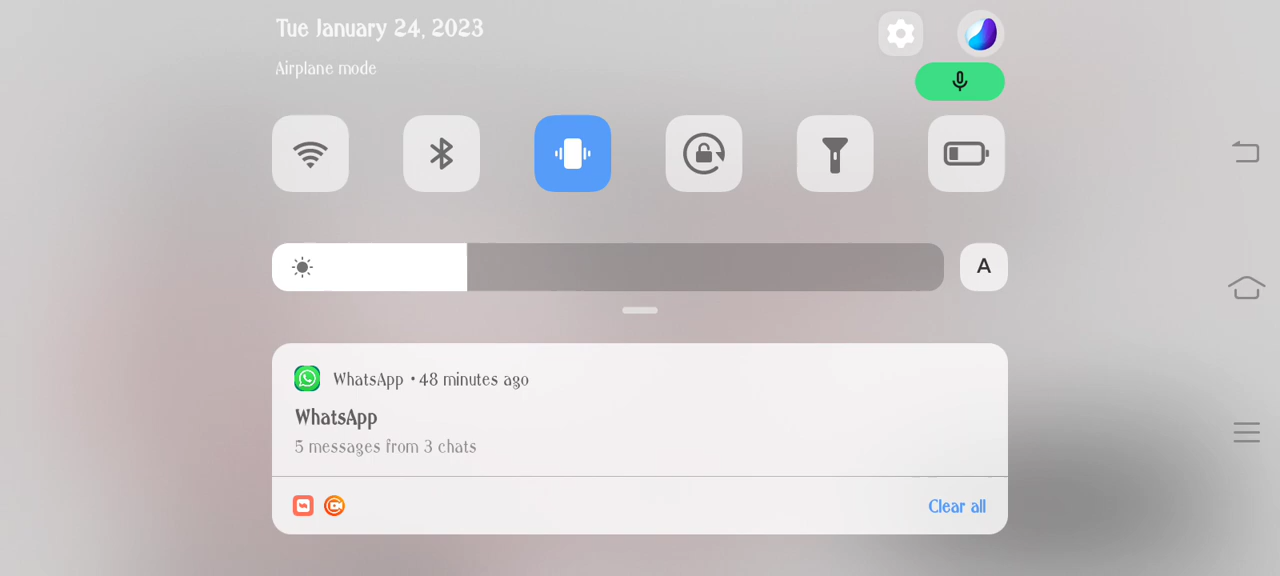 Tue January 24, 2023
Airplane mode
A
WhatsApp • 48 minutes ago
WhatsApp
5 messages from 3 chats
Clear all